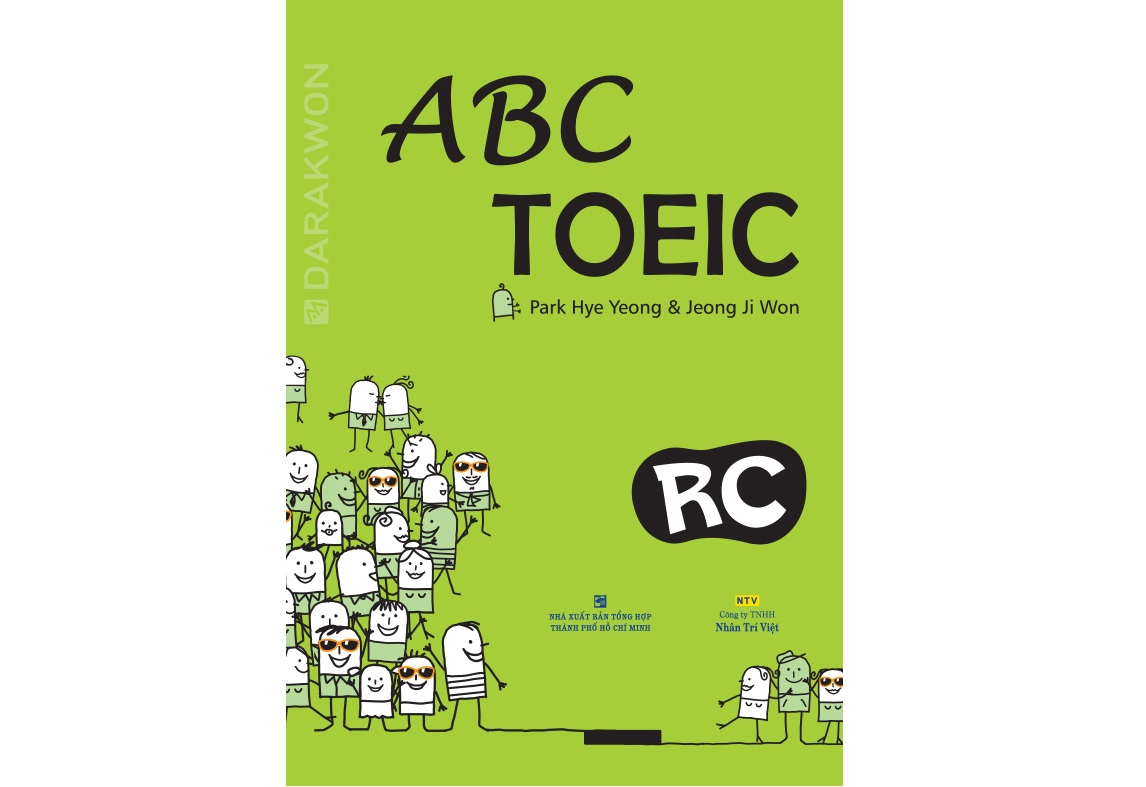 DARAKWON
ABC
TOEIC
Park Hye Yeong & Jeong Ji Won
RC
NHÀ XUẤT BẢN TỔNG HỢP
THÀNH PHỐ HỒ CHÍ MINH
NTV
Công ty TNHH
Nhân Trí Việt